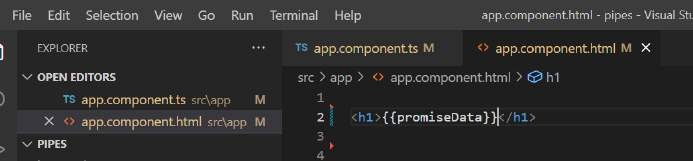 File Edit Selection View Go Run Terminal Help app.component.html - pipes - Visual Stu
EXPLORER ...
TS app.component.ts M
<> app.component.html M ×
OPEN EDITORS
src > app > <> app.component.html > h1
TS app.component.ts src\app M
× <> app.component.html src\app M
PIPES
1
2 <h1>{{promiseData}}</h1>
3
4